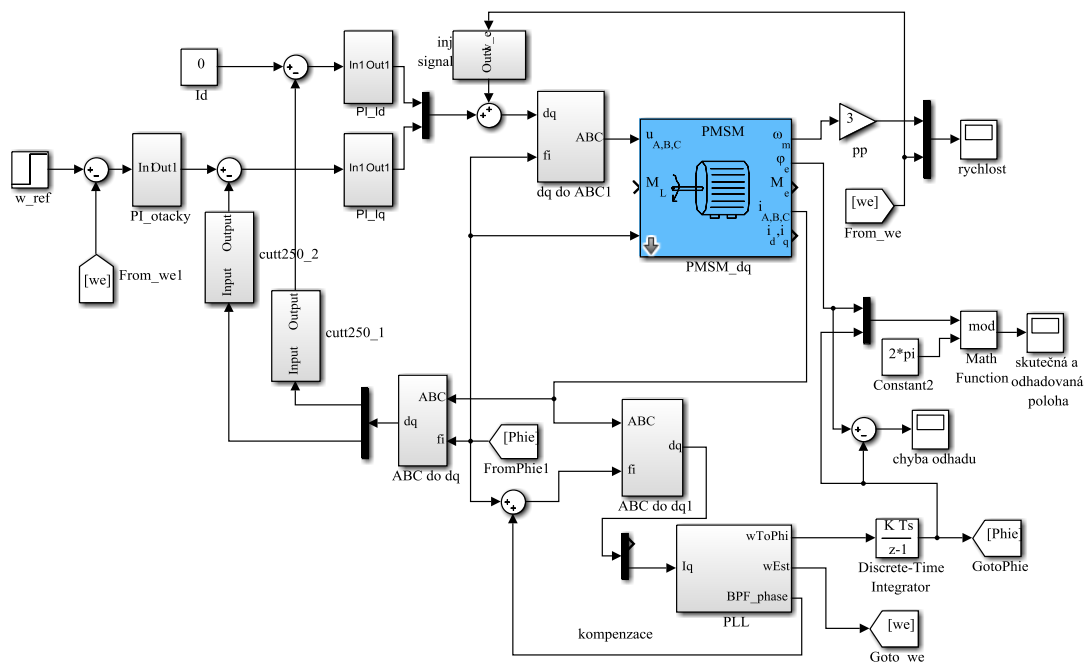 inj
signal
Out
w_e
0
Id
In1 Out1
PI_Id
In1 Out1
PI_Iq
w_ref
In1 Out1
PI_otacky
[we]
From_we1
Input Output
cutt250_2
Input Output
cutt250_1
dq
fi
ABC
dq do ABC1
PMSM
u A,B,C
M L
ω m
φ e
M e
i A,B,C
i d ,i q
PMSM_dq
3
pp
[we]
From_we
rychlost
2*pi
Constant2
mod
Math
Function
skutečná a
odhadovaná
poloha
chyba odhadu
ABC
dq
fi
ABC do dq
[Phie]
FromPhie1
ABC
dq
fi
ABC do dq1
Iq
wToPhi
wEst
BPF_phase
PLL
kompenzace
K Ts
z-1
Discrete-Time
Integrator
[Phie]
GotoPhie
[we]
Goto_we